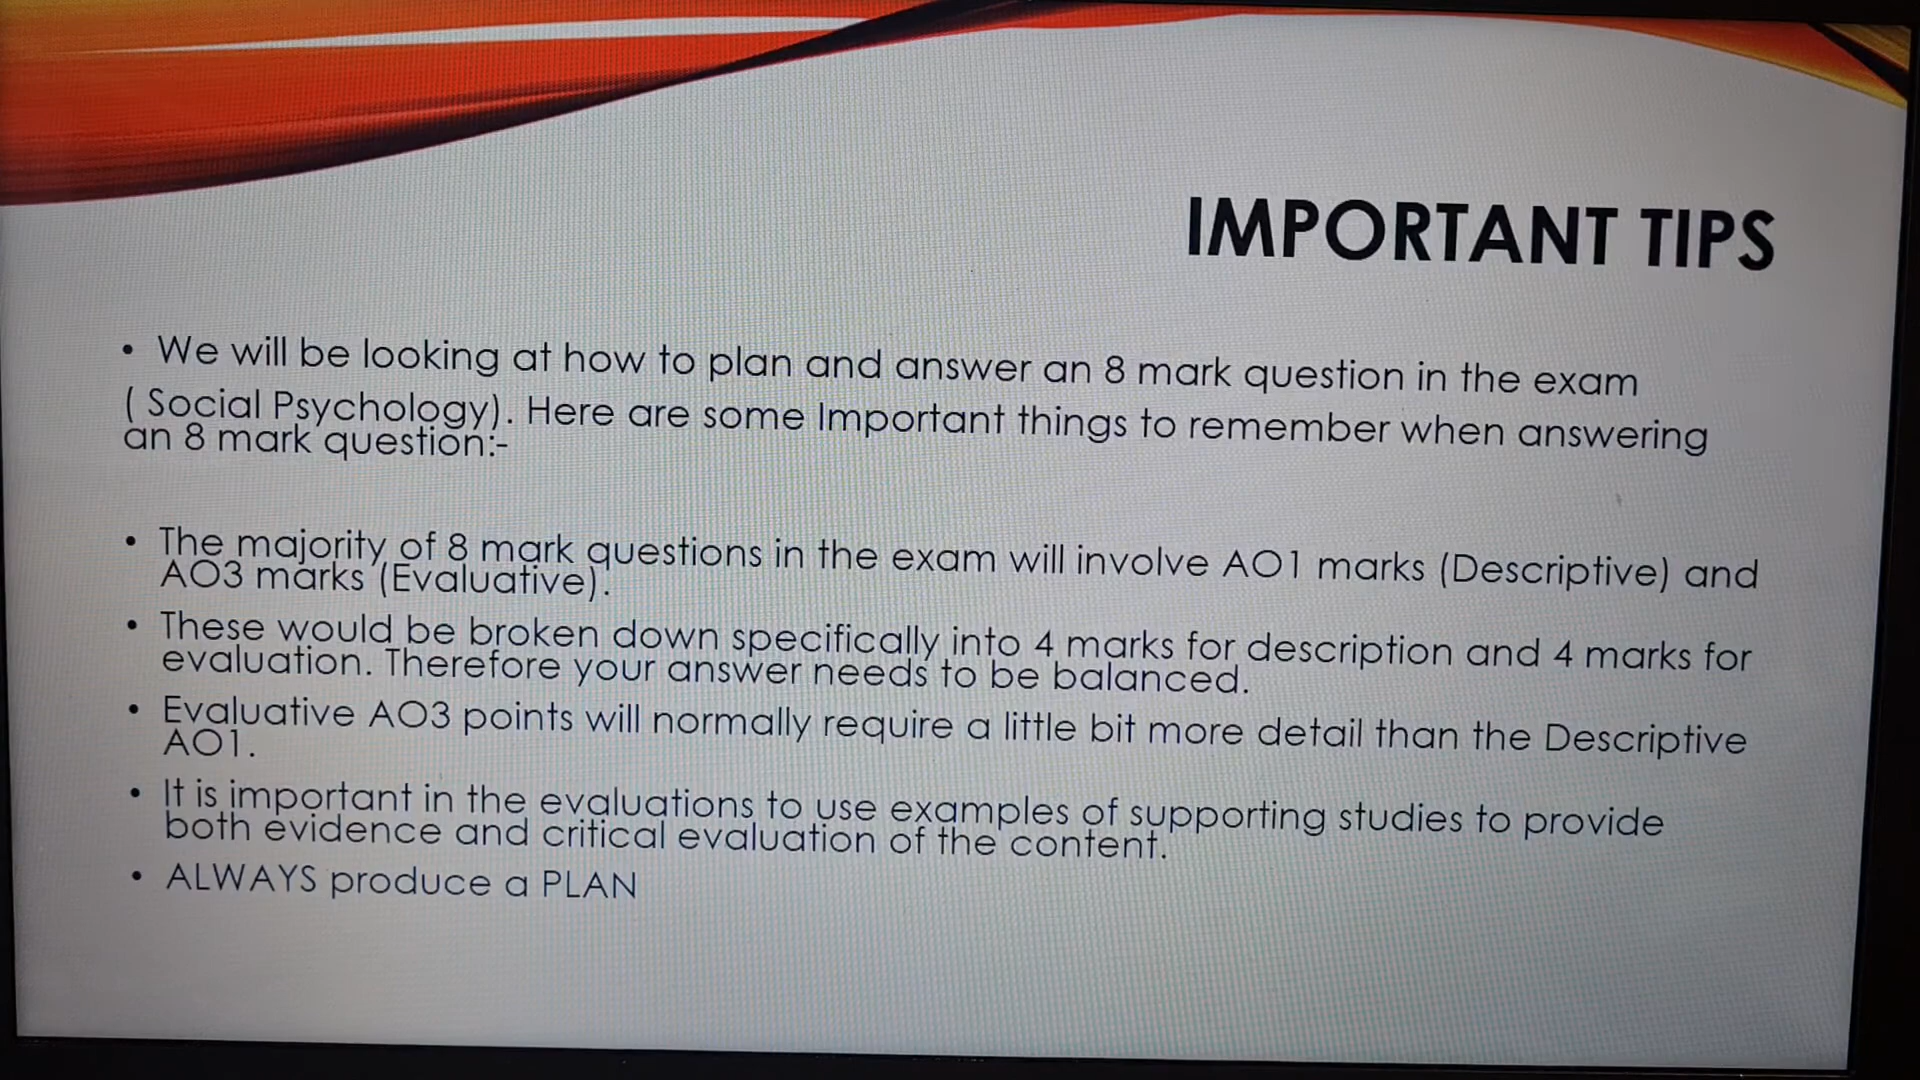 IMPORTANT TIPS
• We will be looking at how to plan and answer an 8 mark question in the exam
( Social Psychology). Here are some Important things to remember when answering
an 8 mark question:-
• The majority of 8 mark questions in the exam will involve AO1 marks (Descriptive) and
AO3 marks (Evaluative).
• These would be broken down specifically into 4 marks for description and 4 marks for
evaluation. Therefore your answer needs to be balanced.
• Evaluative AO3 points will normally require a little bit more detail than the Descriptive
AO1.
• It is important in the evaluations to use examples of supporting studies to provide
both evidence and critical evaluation of the content.
• ALWAYS produce a PLAN